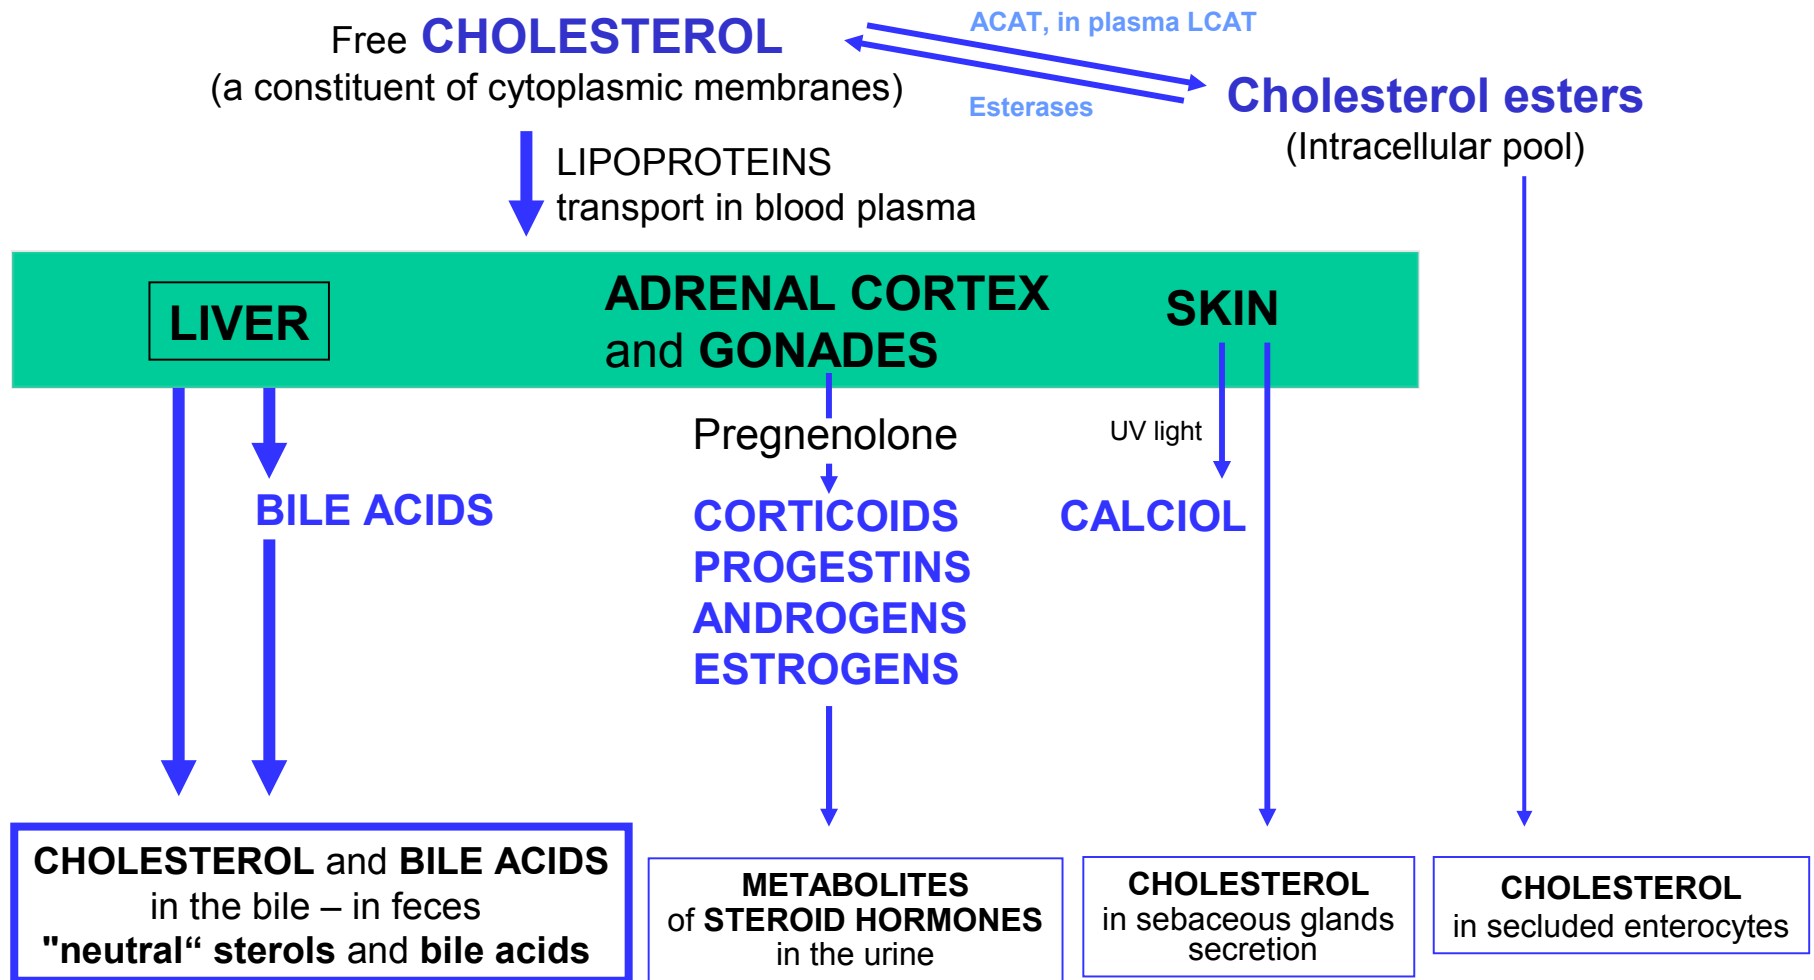 Free CHOLESTEROL
(a constituent of cytoplasmic membranes)
ACAT, in plasma LCAT
Esterases
Cholesterol esters
(Intracellular pool)
LIPOPROTEINS
transport in blood plasma
LIVER
ADRENAL CORTEX
and GONADES
SKIN
Pregnenolone
UV light
BILE ACIDS
CORTICOIDS
PROGESTINS
ANDROGENS
ESTROGENS
CALCIOL
CHOLESTEROL and BILE ACIDS
in the bile – in feces
"neutral“ sterols and bile acids
METABOLITES
of STEROID HORMONES
in the urine
CHOLESTEROL
in sebaceous glands
secretion
CHOLESTEROL
in secluded enterocytes